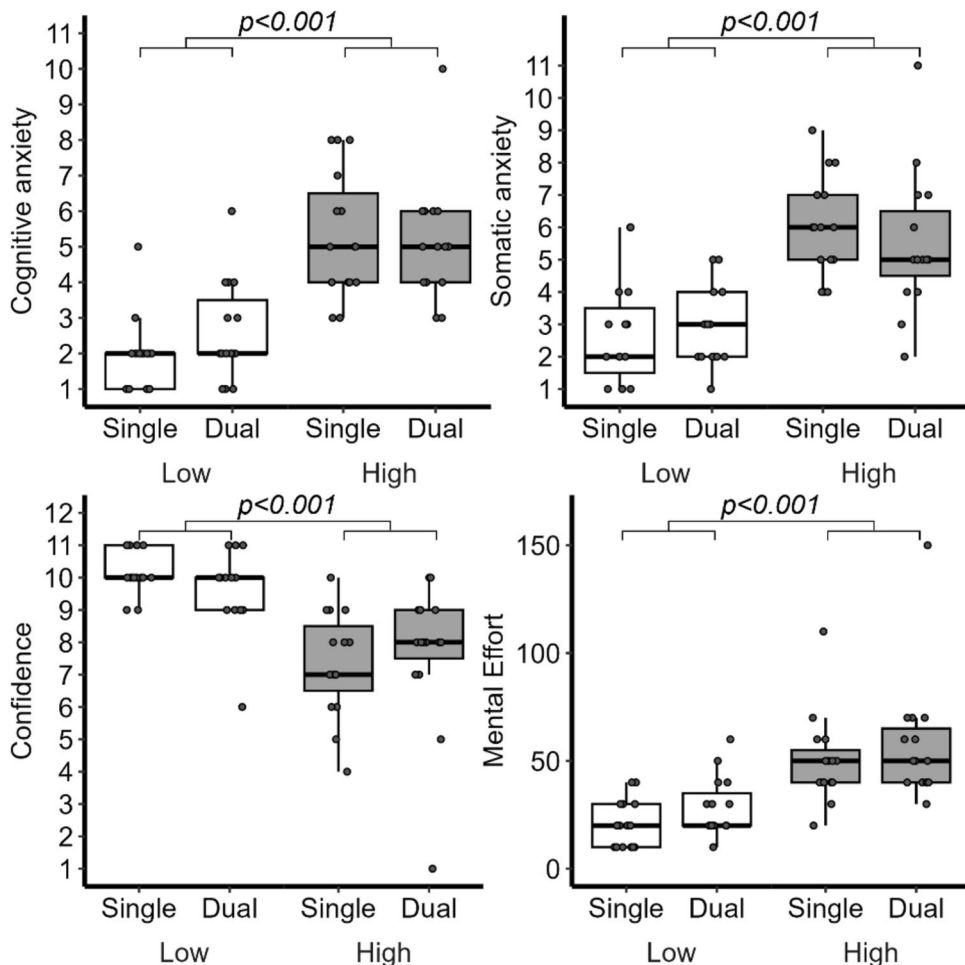 Cognitive anxiety
11
10
9
8
7
6
5
4
3
2
1
p<0.001
Single Dual Single Dual
Low High
Somatic anxiety
11
10
9
8
7
6
5
4
3
2
1
p<0.001
Single Dual Single Dual
Low High
Confidence
12
11
10
9
8
7
6
5
4
3
2
1
p<0.001
Single Dual Single Dual
Low High
Mental Effort
150
100
50
0
p<0.001
Single Dual Single Dual
Low High